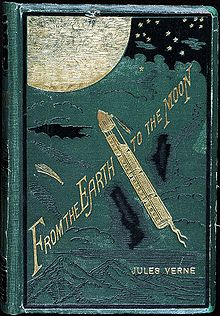 FROM THE EARTH TO THE MOON
JULES VERNE